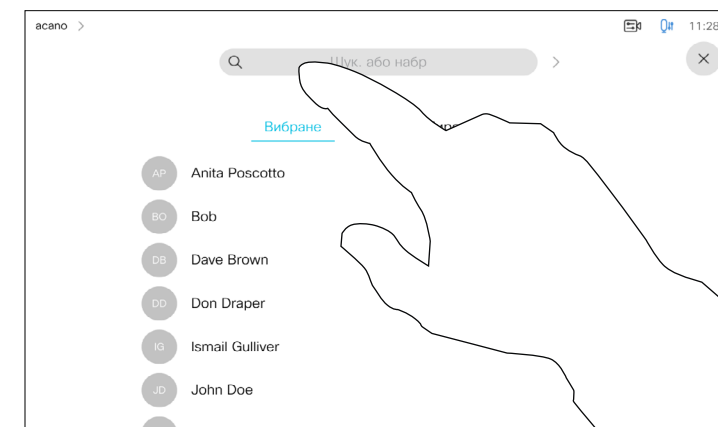 acano >
11:28
Шук. або набр
Вибране
AP Anita Poscotto
BO Bob
DB Dave Brown
DD Don Draper
IG Ismail Gulliver
JD John Doe